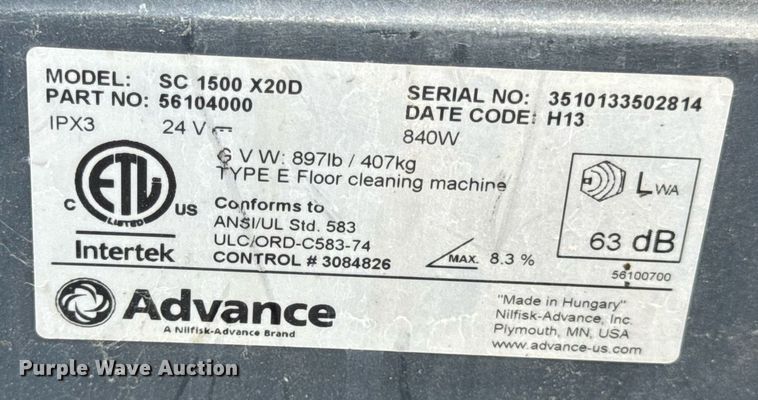 MODEL: SC 1500 X20D
PART NO: 56104000
SERIAL NO: 3510133502814
DATE CODE: H13
IPX3 24 V 840W
G V W: 897lb / 407kg
TYPE E Floor cleaning machine
ETL
C US
LISTED
Intertek
Conforms to
ANSI/UL Std. 583
ULC/ORD-C583-74
CONTROL # 3084826
MAX. 8.3 %
LWA
63 dB
56100700
Advance
A Nilfisk-Advance Brand
"Made in Hungary"
Nilfisk-Advance, Inc.
Plymouth, MN, USA
www.advance-us.com
Purple Wave Auction